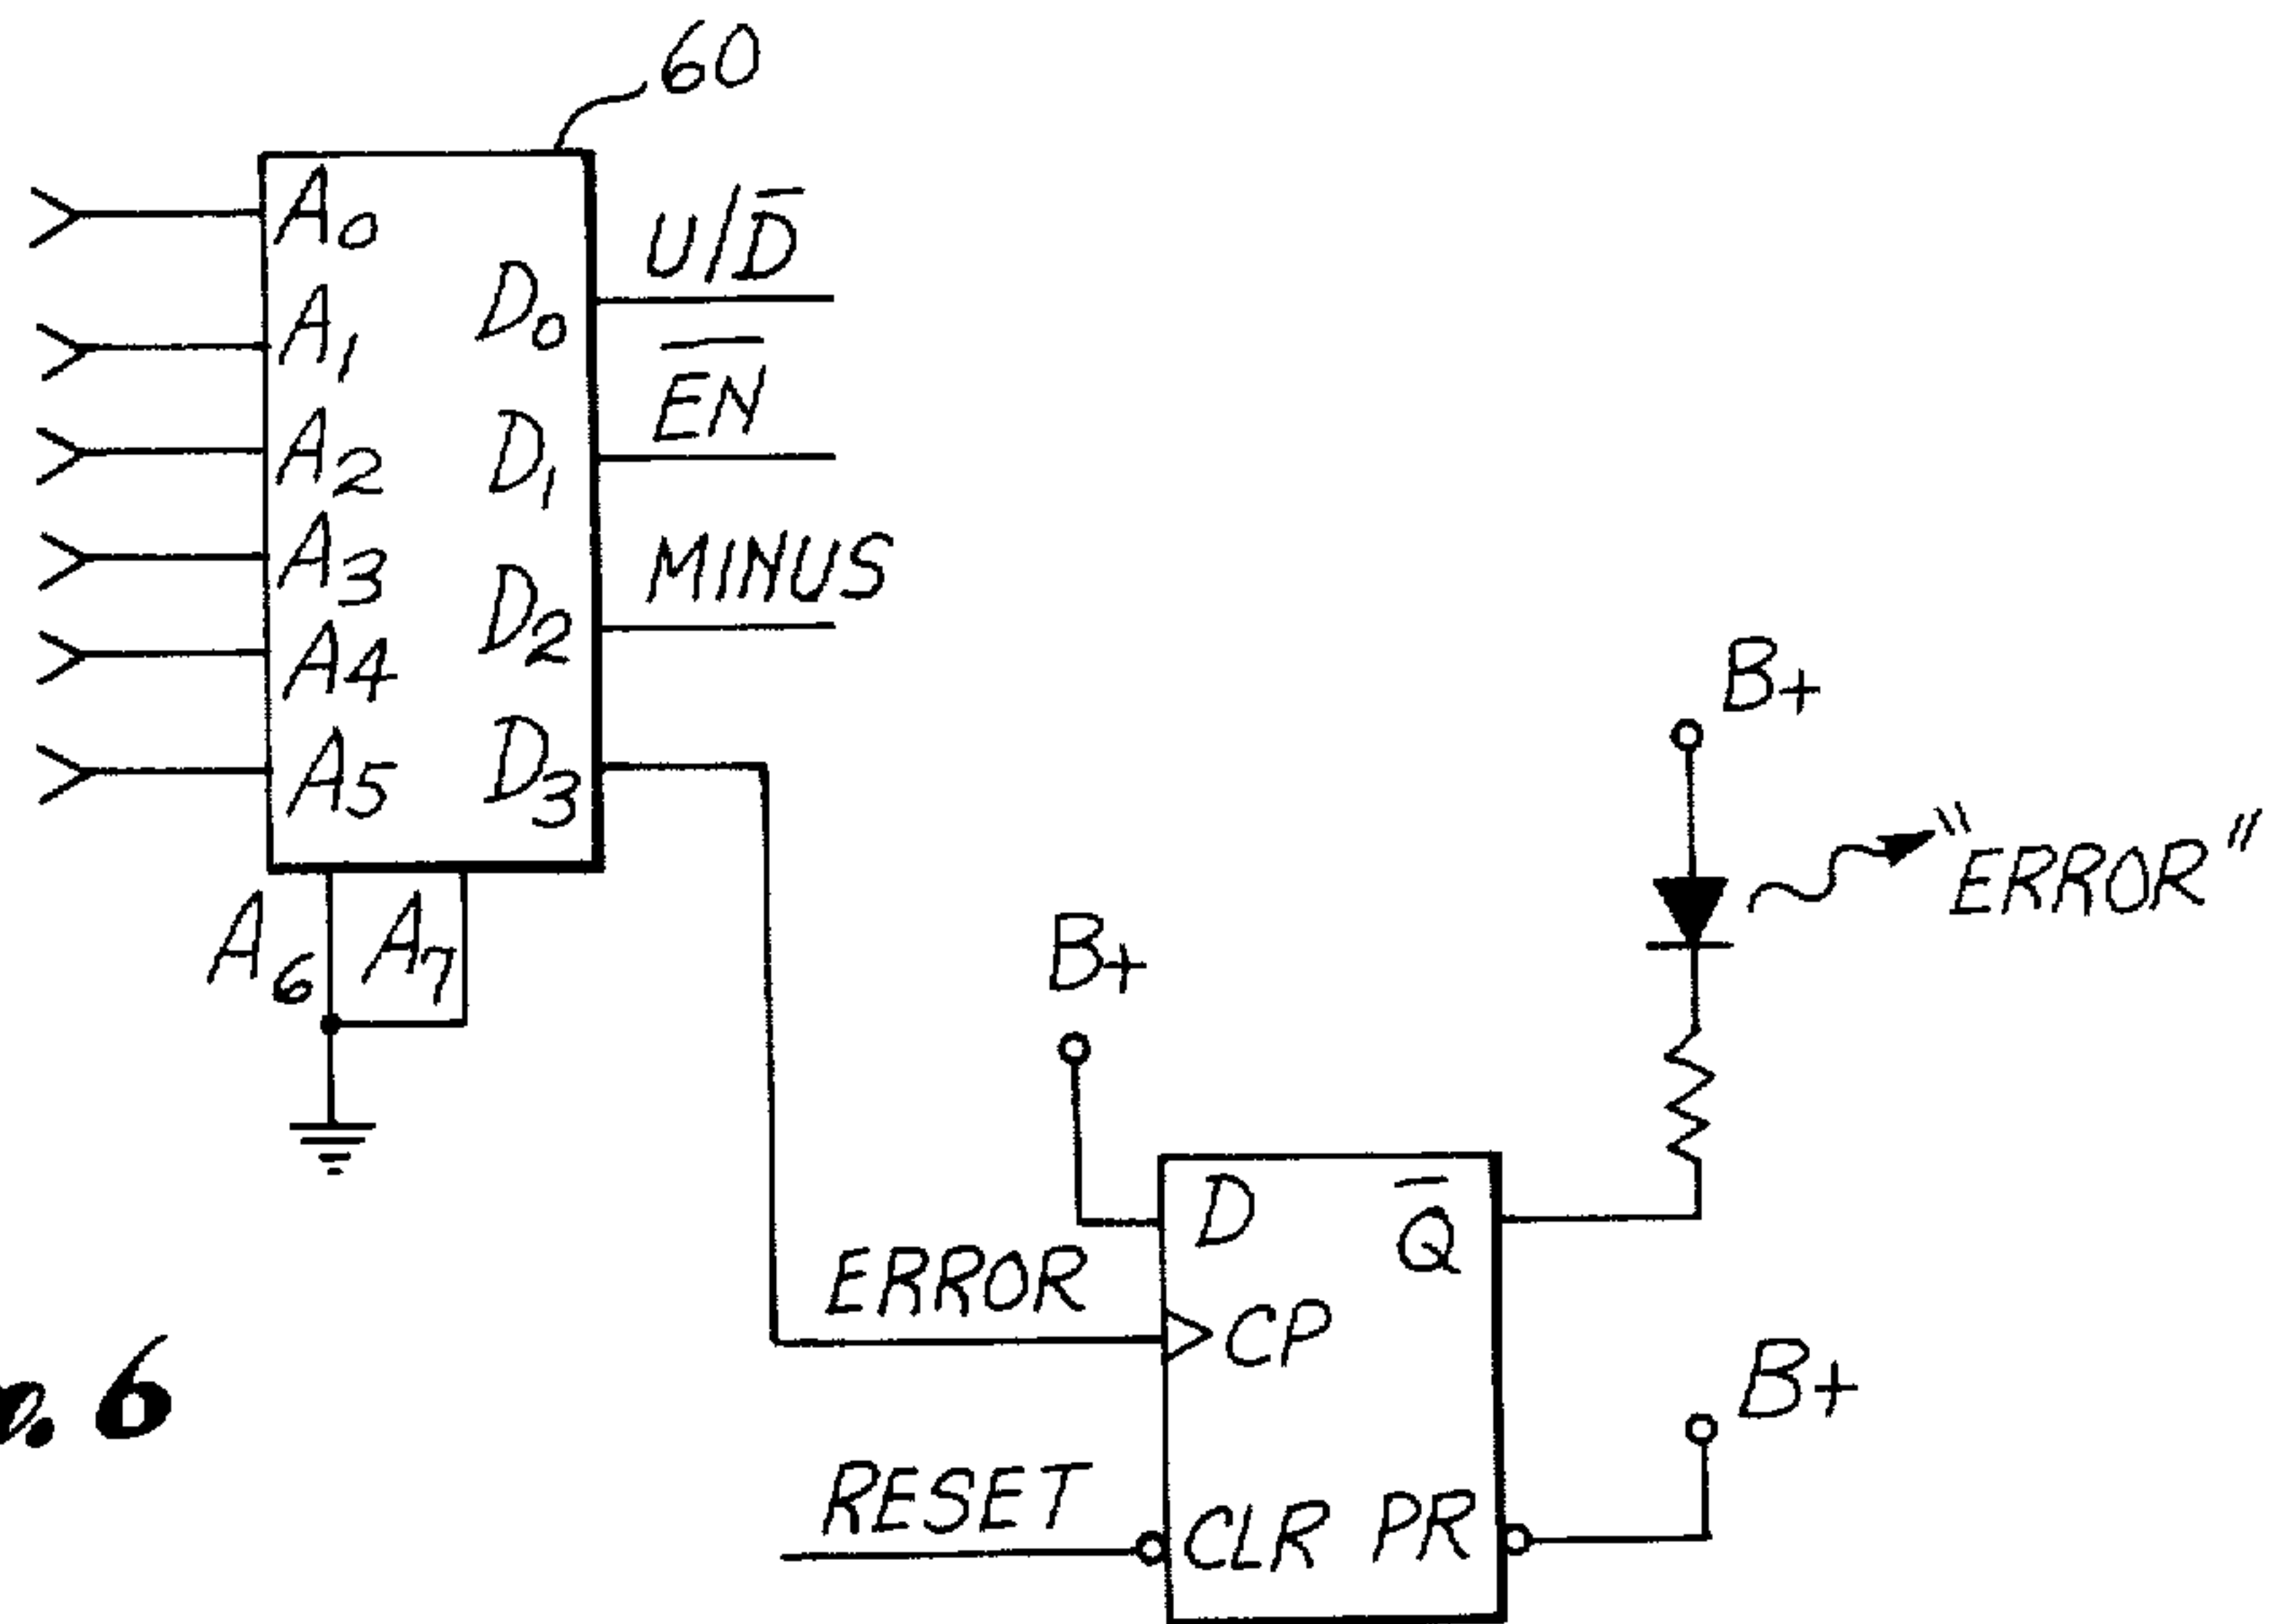 60
A0
U/D̅
D0
A1
E̅N̅
A2
D1
A3
MINUS
D2
A4
B+
A5
D3
"ERROR"
A6
A7
B+
D
Q̅
ERROR
CP
6
B+
RESET
CLR
PR